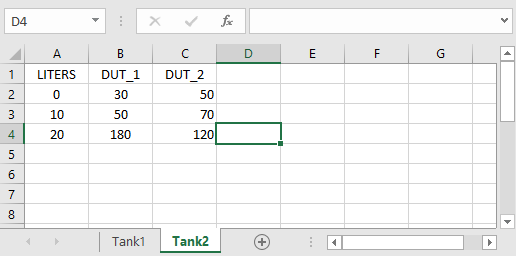 D4 fx
A B C D E F G
1 LITERS DUT_1 DUT_2
2 0 30 50
3 10 50 70
4 20 180 120
5
6
7
8
Tank1 Tank2